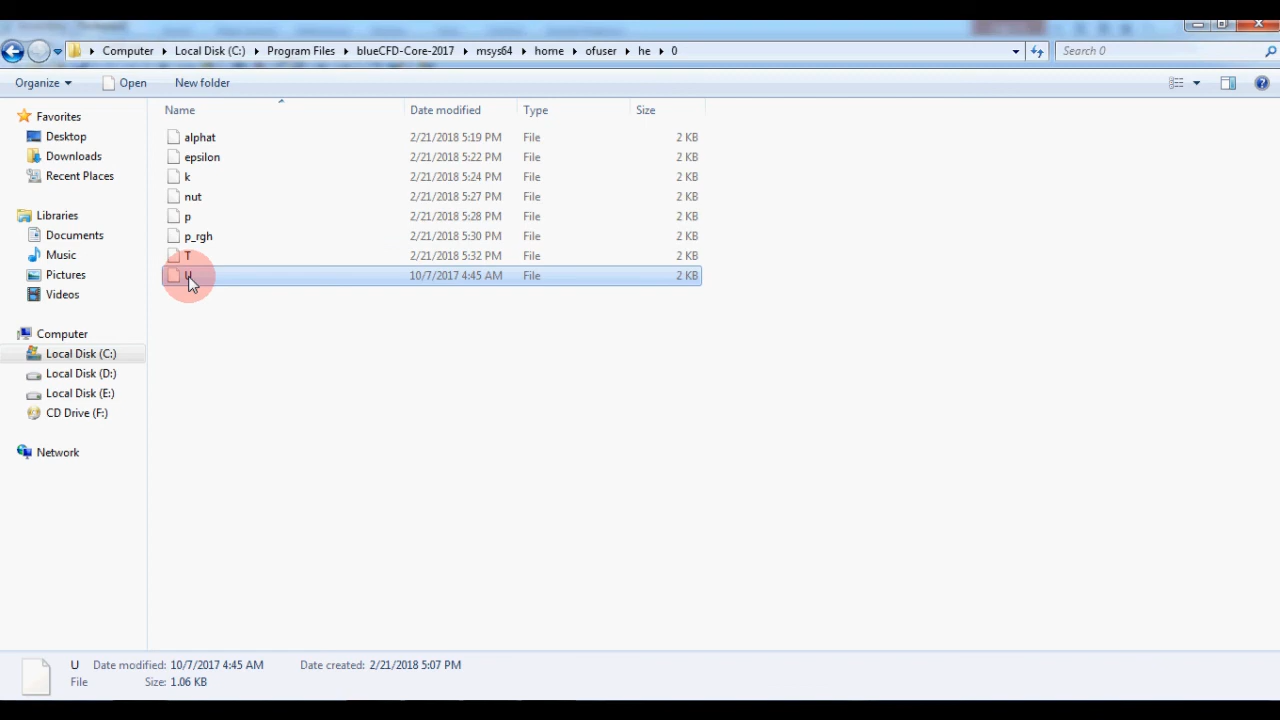 Computer Local Disk (C:) Program Files blueCFD-Core-2017 msys64 home ofuser he 0 Search 0
Organize Open New folder
Name Date modified Type Size
Favorites
Desktop
Downloads
Recent Places
Libraries
Documents
Music
Pictures
Videos
Computer
Local Disk (C:)
Local Disk (D:)
Local Disk (E:)
CD Drive (F:)
Network
alphat 2/21/2018 5:19 PM File 2 KB
epsilon 2/21/2018 5:22 PM File 2 KB
k 2/21/2018 5:24 PM File 2 KB
nut 2/21/2018 5:27 PM File 2 KB
p 2/21/2018 5:28 PM File 2 KB
p_rgh 2/21/2018 5:30 PM File 2 KB
T 2/21/2018 5:32 PM File 2 KB
U 10/7/2017 4:45 AM File 2 KB
U Date modified: 10/7/2017 4:45 AM Date created: 2/21/2018 5:07 PM
File Size: 1.06 KB